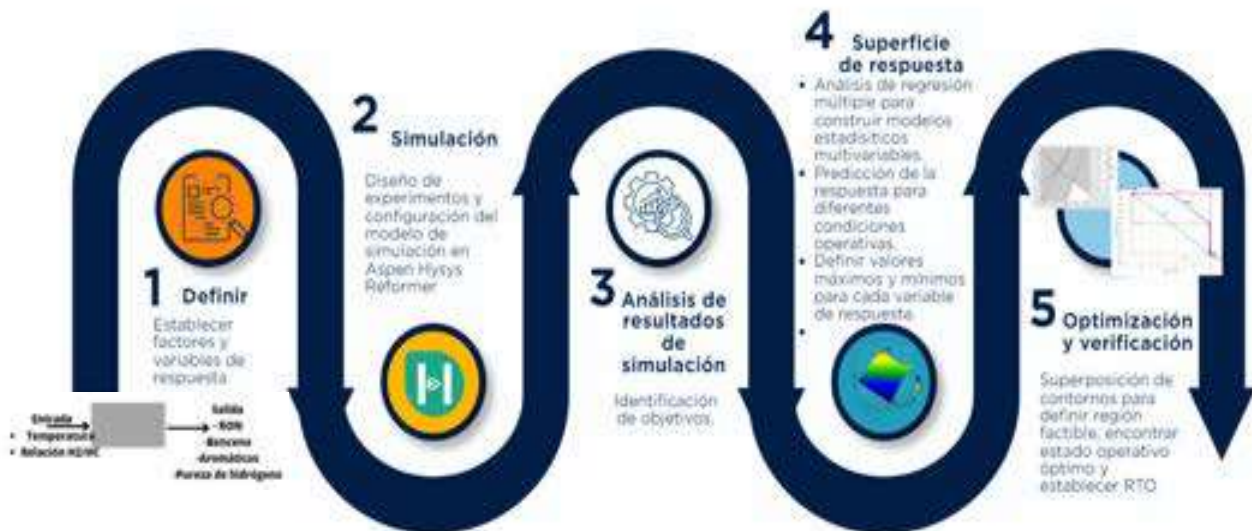 1 Definir
Establecer
factores y
variables de
respuesta
Entrada
• Temperatura
• Relación H2/HC
Salida
-RON
-Benceno
-Aromáticos
-Pureza de hidrógeno
2 Simulación
Diseño de
experimentos y
configuración del
modelo de
simulación en
Aspen Hysys
Reformer
H
3 Análisis de
resultados
de
simulación
Identificación
de objetivos.
4 Superficie
de respuesta
• Análisis de regresión
múltiple para
construir modelos
estadísiticos
multivariables.
• Predicción de la
respuesta para
diferentes
condiciones
operativas.
• Definir valores
máximos y mínimos
para cada variable
de respuesta
•
5 Optimización
y verificación
Superposición de
contornos para
definir región
factible, encontrar
estado operativo
óptimo y
establecer RTO